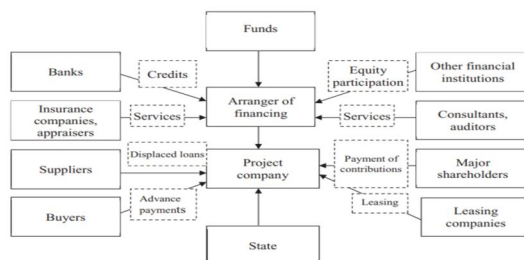 Funds
Banks
Credits
Equity
participation
Other financial
institutions
Insurance
companies,
appraisers
Services
Arranger of
financing
Services
Consultants,
auditors
Suppliers
Displaced loans
Project
company
Payment of
contributions
Major
shareholders
Buyers
Advance
payments
Leasing
Leasing
companies
State